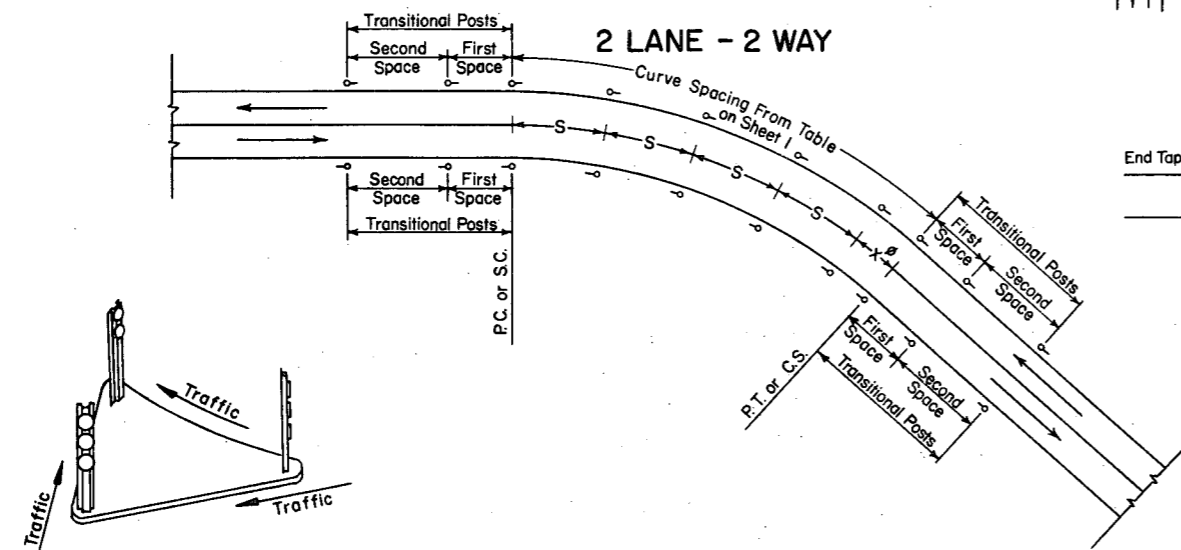 2 LANE - 2 WAY
Transitional Posts
Second Space
First Space
Curve Spacing From Table
on Sheet 1
S
S
S
S
X ø
Second Space
First Space
Transitional Posts
P.C. or S.C.
First Space
Second Space
Transitional Posts
First Space
Second Space
Transitional Posts
P.T. or C.S.
End Tap
Traffic
Traffic
Traffic